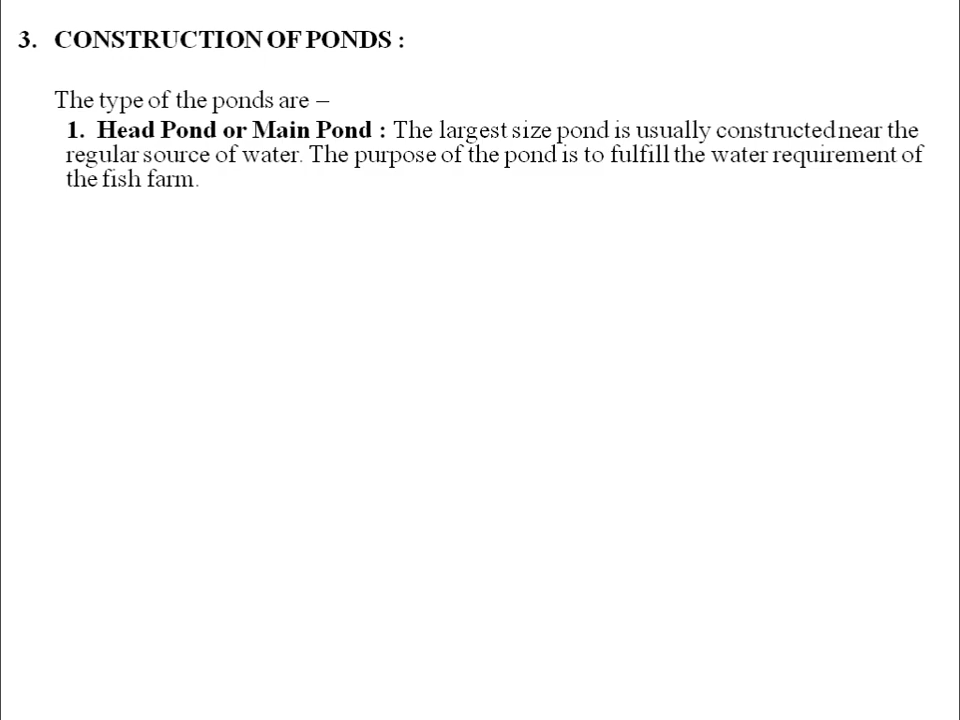 3. CONSTRUCTION OF PONDS :
The type of the ponds are –
1. Head Pond or Main Pond : The largest size pond is usually constructed near the
regular source of water. The purpose of the pond is to fulfill the water requirement of
the fish farm.